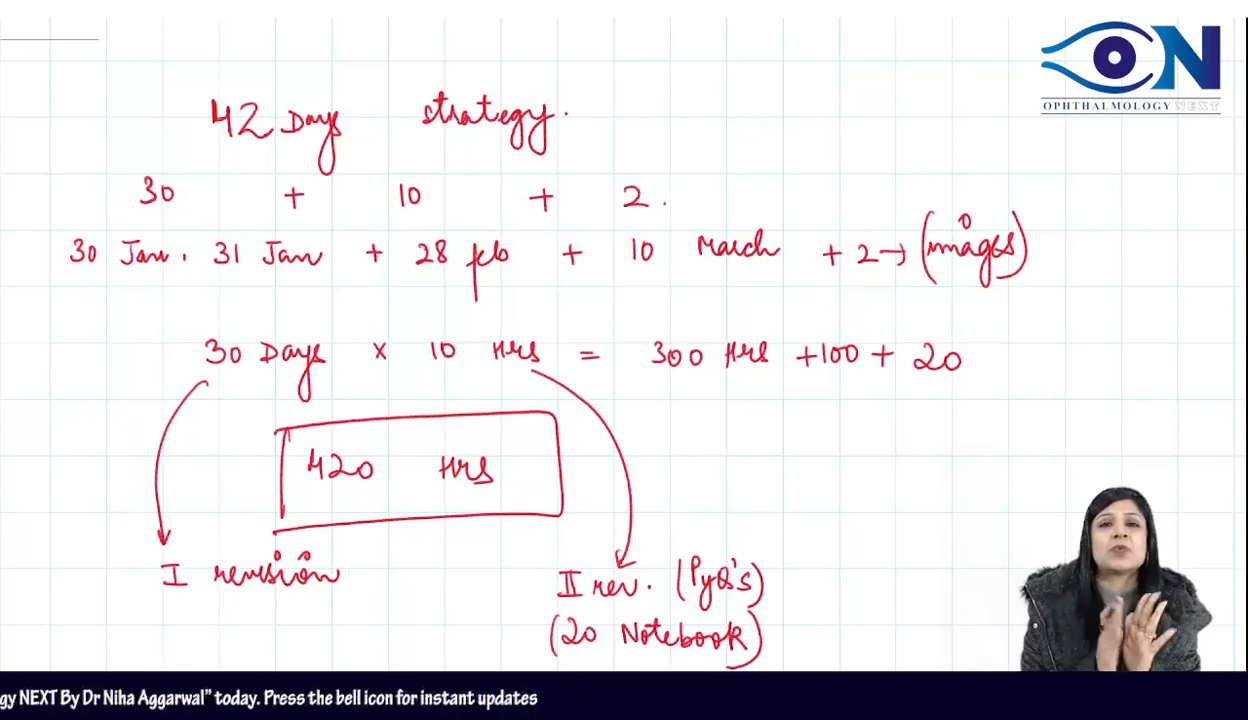 ON
OPHTHALMOLOGY NEXT
42 Days strategy.
30 + 10 + 2.
30 Jan, 31 Jan + 28 feb + 10 March + 2→ (images)
30 Days x 10 Hrs = 300 Hrs +100 + 20
420 Hrs
I revision
II rev. (PyQ's)
(20 Notebook)
gy NEXT By Dr Niha Aggarwal” today. Press the bell icon for instant updates